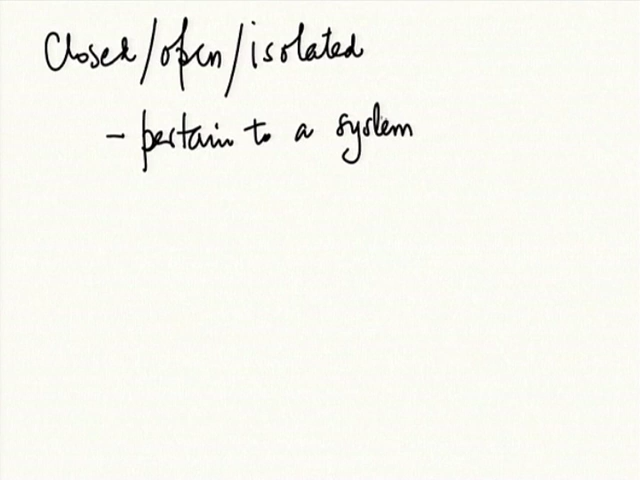 Closed/open/isolated
- pertain to a system